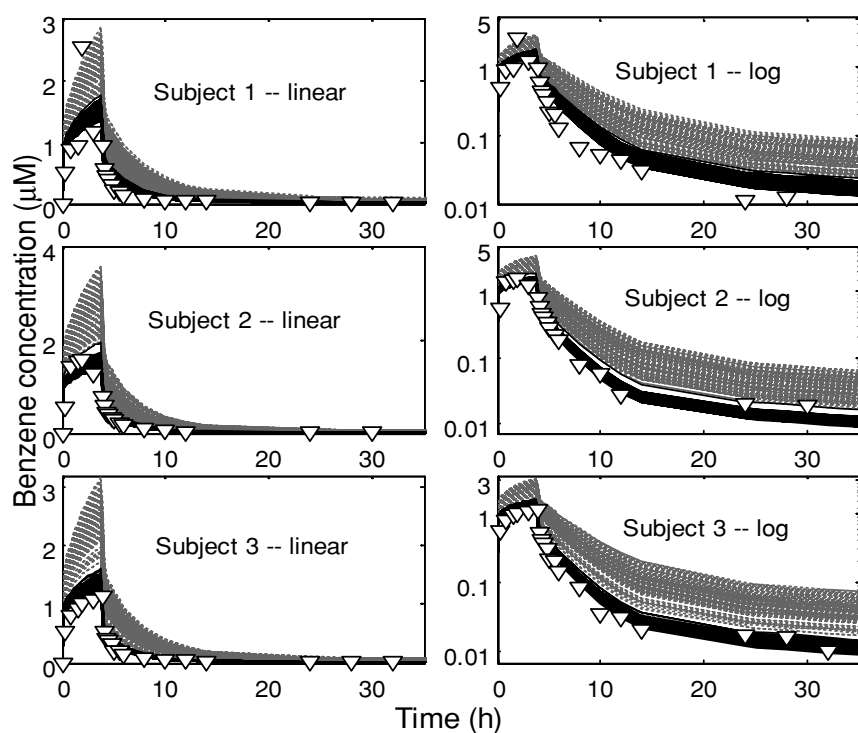 Benzene concentration (μM)
3
2
1
0
0 10 20 30
Subject 1 -- linear
5
1
0.1
0.01
0 10 20 30
Subject 1 -- log
4
2
0
0 10 20 30
Subject 2 -- linear
5
1
0.1
0.01
0 10 20 30
Subject 2 -- log
3
2
1
0
0 10 20 30
Subject 3 -- linear
3
1
0.1
0.01
0 10 20 30
Subject 3 -- log
Time (h)